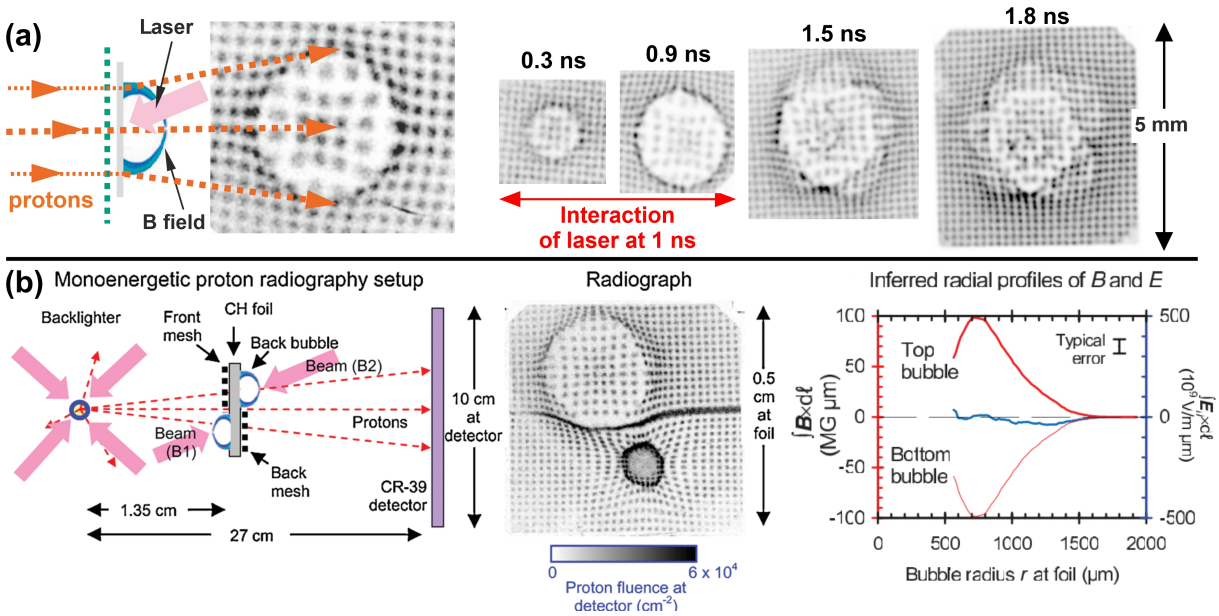 (a)
Laser
protons
B field
0.3 ns
0.9 ns
1.5 ns
1.8 ns
5 mm
Interaction
of laser at 1 ns
(b)
Monoenergetic proton radiography setup
Backlighter
Front
mesh
CH foil
Back bubble
Beam (B2)
Protons
Beam
(B1)
Back
mesh
CR-39
detector
1.35 cm
27 cm
10 cm at
detector
Radiograph
0.5 cm at foil
0
6 x 10⁴
Proton fluence at
detector (cm⁻²)
Inferred radial profiles of B and E
100
50
0
-50
-100
∫B×dℓ
(MG µm)
Top
bubble
Bottom
bubble
Typical
error
500
0
-500
∫Eᵣ×dℓ
(10⁹ V/m µm)
0
500
1000
1500
2000
Bubble radius r at foil (µm)